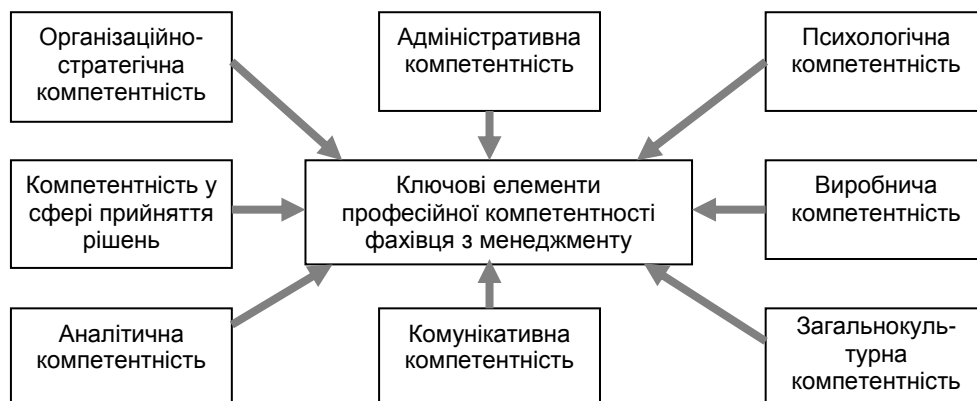 Організаційно-
стратегічна
компетентність
Адміністративна
компетентність
Психологічна
компетентність
Компетентність у
сфері прийняття
рішень
Ключові елементи
професійної компетентності
фахівця з менеджменту
Виробнича
компетентність
Аналітична
компетентність
Комунікативна
компетентність
Загальнокуль-
турна
компетентність